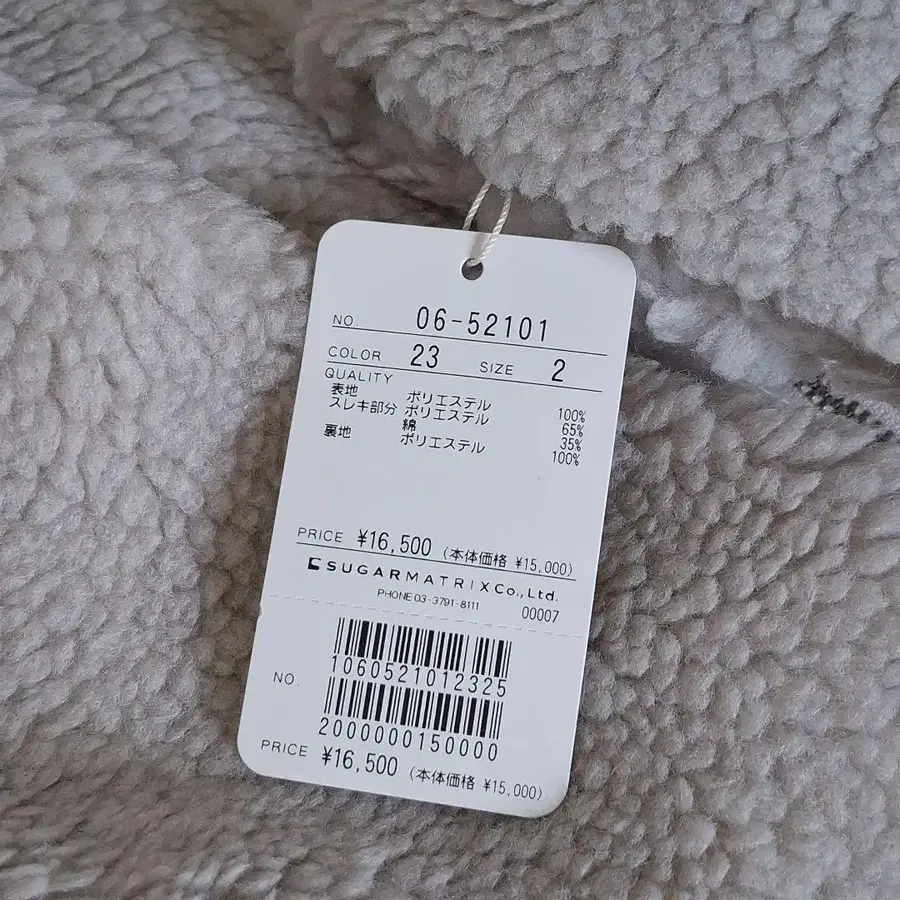 NO. 06-52101
COLOR 23 SIZE 2
QUALITY
表地 ポリエステル 100%
スレキ部分 ポリエステル 65%
綿 35%
裏地 ポリエステル 100%
PRICE ¥16,500 (本体価格 ¥15,000)
SUGARMATRIX Co., Ltd.
PHONE 03-3791-8111 00007
1060521012325
NO.
2000000150000
PRICE ¥16,500 (本体価格 ¥15,000)